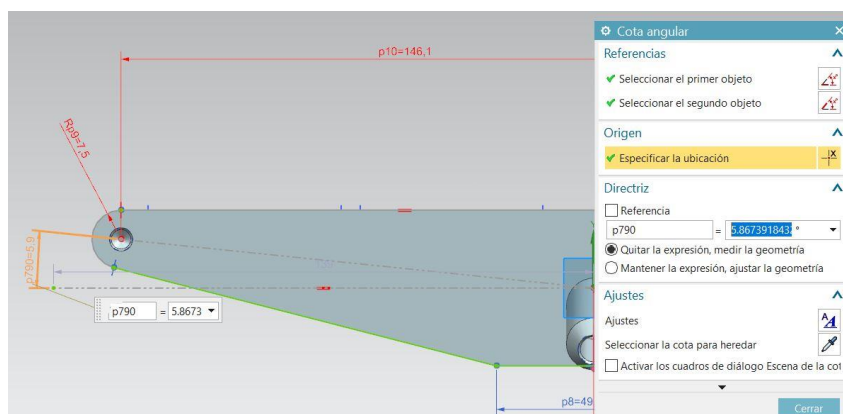 p10=146,1
Rp9=7,5
p790=5,9
p790 = 5.8673
p8=49
Cota angular
Referencias
Seleccionar el primer objeto
Seleccionar el segundo objeto
Origen
Especificar la ubicación
Directriz
Referencia
p790 = 5.867391843 °
Quitar la expresión, medir la geometría
Mantener la expresión, ajustar la geometría
Ajustes
Ajustes
Seleccionar la cota para heredar
Activar los cuadros de diálogo Escena de la cot
Cerrar